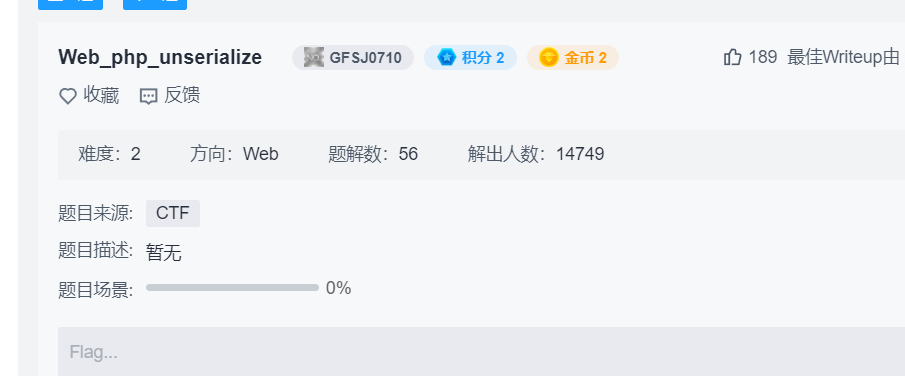 Web_php_unserialize GFSJ0710 积分 2 金币 2 189 最佳Writeup由
收藏 反馈
难度：2 方向：Web 题解数：56 解出人数：14749
题目来源: CTF
题目描述: 暂无
题目场景: 0%
Flag...